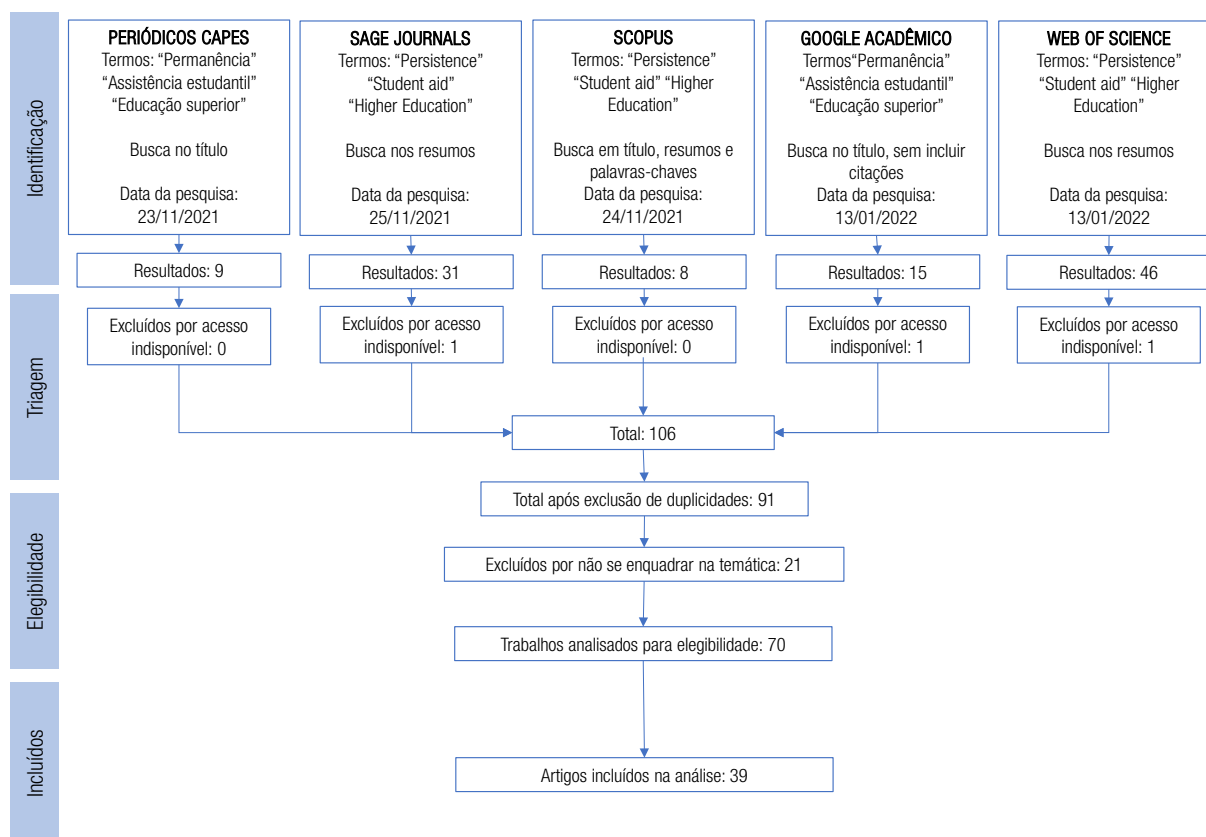 Identificação
PERIÓDICOS CAPES
Termos: “Permanência”
“Assistência estudantil”
“Educação superior”
Busca no título
Data da pesquisa:
23/11/2021
SAGE JOURNALS
Termos: “Persistence”
“Student aid”
“Higher Education”
Busca nos resumos
Data da pesquisa:
25/11/2021
SCOPUS
Termos: “Persistence”
“Student aid” “Higher
Education”
Busca em título, resumos e
palavras-chaves
Data da pesquisa:
24/11/2021
GOOGLE ACADÊMICO
Termos“Permanência”
“Assistência estudantil”
“Educação superior”
Busca no título, sem incluir
citações
Data da pesquisa:
13/01/2022
WEB OF SCIENCE
Termos: “Persistence”
“Student aid” “Higher
Education”
Busca nos resumos
Data da pesquisa:
13/01/2022
Resultados: 9
Resultados: 31
Resultados: 8
Resultados: 15
Resultados: 46
Triagem
Excluídos por acesso
indisponível: 0
Excluídos por acesso
indisponível: 1
Excluídos por acesso
indisponível: 0
Excluídos por acesso
indisponível: 1
Excluídos por acesso
indisponível: 1
Total: 106
Elegibilidade
Total após exclusão de duplicidades: 91
Excluídos por não se enquadrar na temática: 21
Trabalhos analisados para elegibilidade: 70
Incluídos
Artigos incluídos na análise: 39